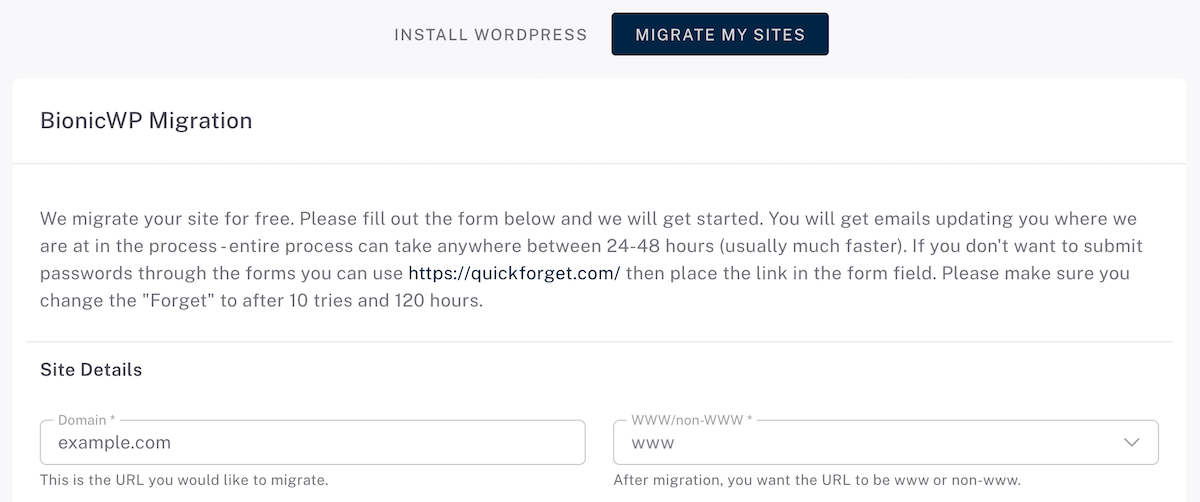 INSTALL WORDPRESS
MIGRATE MY SITES
BionicWP Migration
We migrate your site for free. Please fill out the form below and we will get started. You will get emails updating you where we
are at in the process - entire process can take anywhere between 24-48 hours (usually much faster). If you don't want to submit
passwords through the forms you can use https://quickforget.com/ then place the link in the form field. Please make sure you
change the "Forget" to after 10 tries and 120 hours.
Site Details
Domain *
WWW/non-WWW *
example.com
www
This is the URL you would like to migrate.
After migration, you want the URL to be www or non-www.